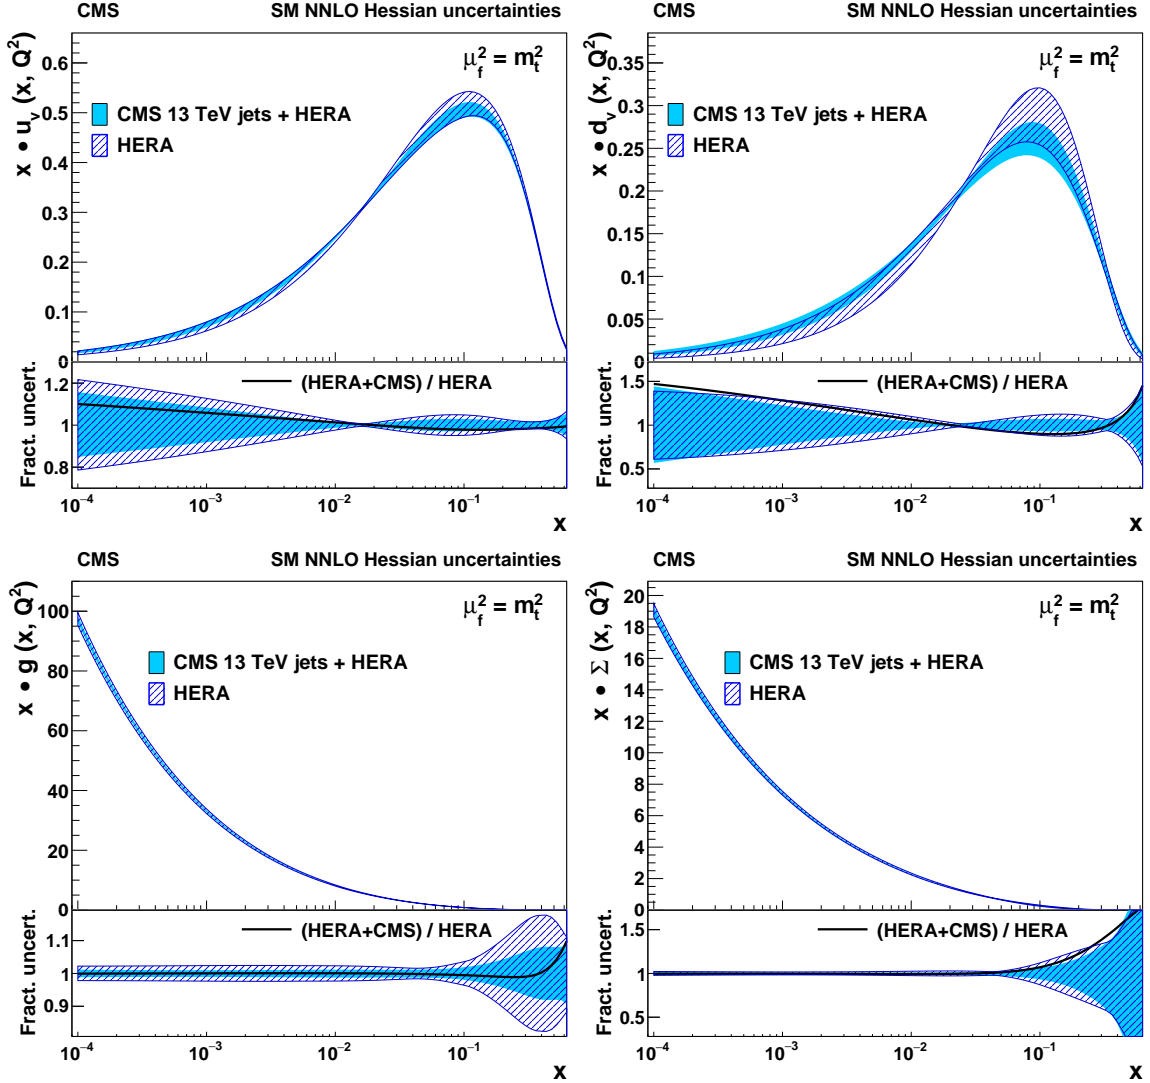 CMS SM NNLO Hessian uncertainties
x • u_v (x, Q²)
0.6
0.5
0.4
0.3
0.2
0.1
0
μ_f² = m_t²
CMS 13 TeV jets + HERA
HERA
Fract. uncert.
1.2
1
0.8
(HERA+CMS) / HERA
10⁻⁴ 10⁻³ 10⁻² 10⁻¹
x
CMS SM NNLO Hessian uncertainties
x • d_v (x, Q²)
0.35
0.3
0.25
0.2
0.15
0.1
0.05
0
μ_f² = m_t²
CMS 13 TeV jets + HERA
HERA
Fract. uncert.
1.5
1
0.5
(HERA+CMS) / HERA
10⁻⁴ 10⁻³ 10⁻² 10⁻¹
x
CMS SM NNLO Hessian uncertainties
x • g (x, Q²)
100
80
60
40
20
0
μ_f² = m_t²
CMS 13 TeV jets + HERA
HERA
Fract. uncert.
1.1
1
0.9
(HERA+CMS) / HERA
10⁻⁴ 10⁻³ 10⁻² 10⁻¹
x
CMS SM NNLO Hessian uncertainties
x • Σ (x, Q²)
20
18
16
14
12
10
8
6
4
2
0
μ_f² = m_t²
CMS 13 TeV jets + HERA
HERA
Fract. uncert.
1.5
1
0.5
(HERA+CMS) / HERA
10⁻⁴ 10⁻³ 10⁻² 10⁻¹
x